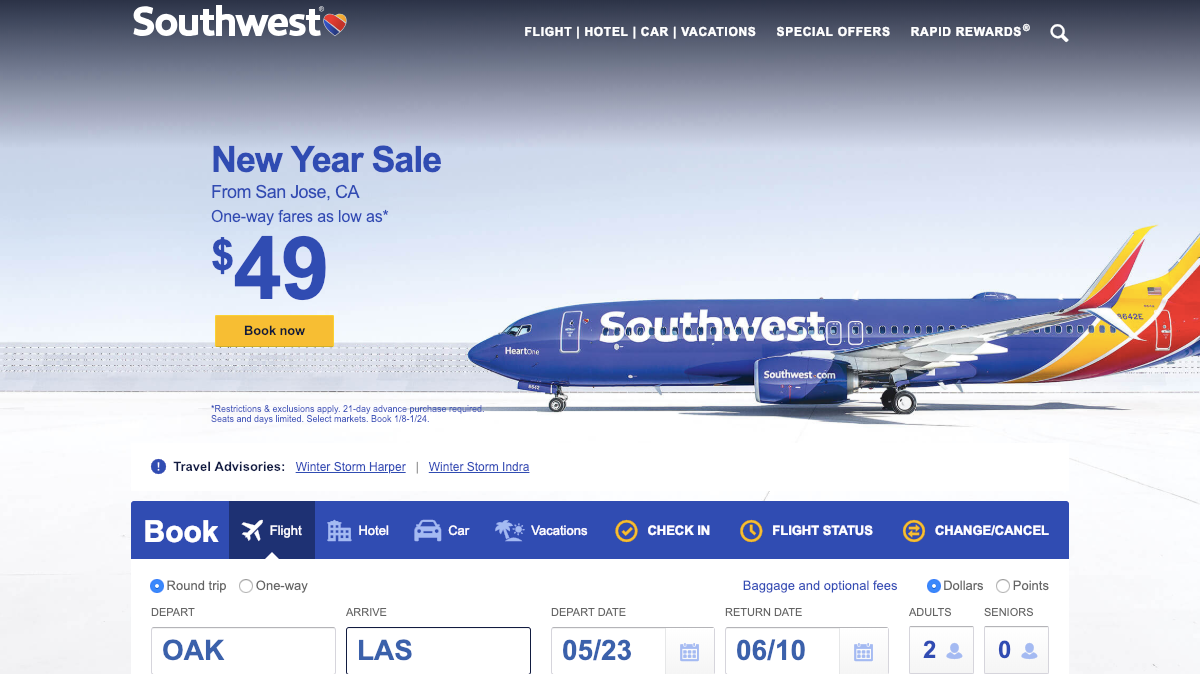 Southwest®
FLIGHT | HOTEL | CAR | VACATIONS
SPECIAL OFFERS
RAPID REWARDS®
New Year Sale
From San Jose, CA
One-way fares as low as*
$49
Book now
Southwest
HeartOne
Southwest.com
8642E
*Restrictions & exclusions apply. 21-day advance purchase required.
Seats and days limited. Select markets. Book 1/8-1/24.
Travel Advisories: Winter Storm Harper | Winter Storm Indra
Book
Flight
Hotel
Car
Vacations
CHECK IN
FLIGHT STATUS
CHANGE/CANCEL
Round trip
One-way
Baggage and optional fees
Dollars
Points
DEPART
ARRIVE
DEPART DATE
RETURN DATE
ADULTS
SENIORS
OAK
LAS
05/23
06/10
2
0